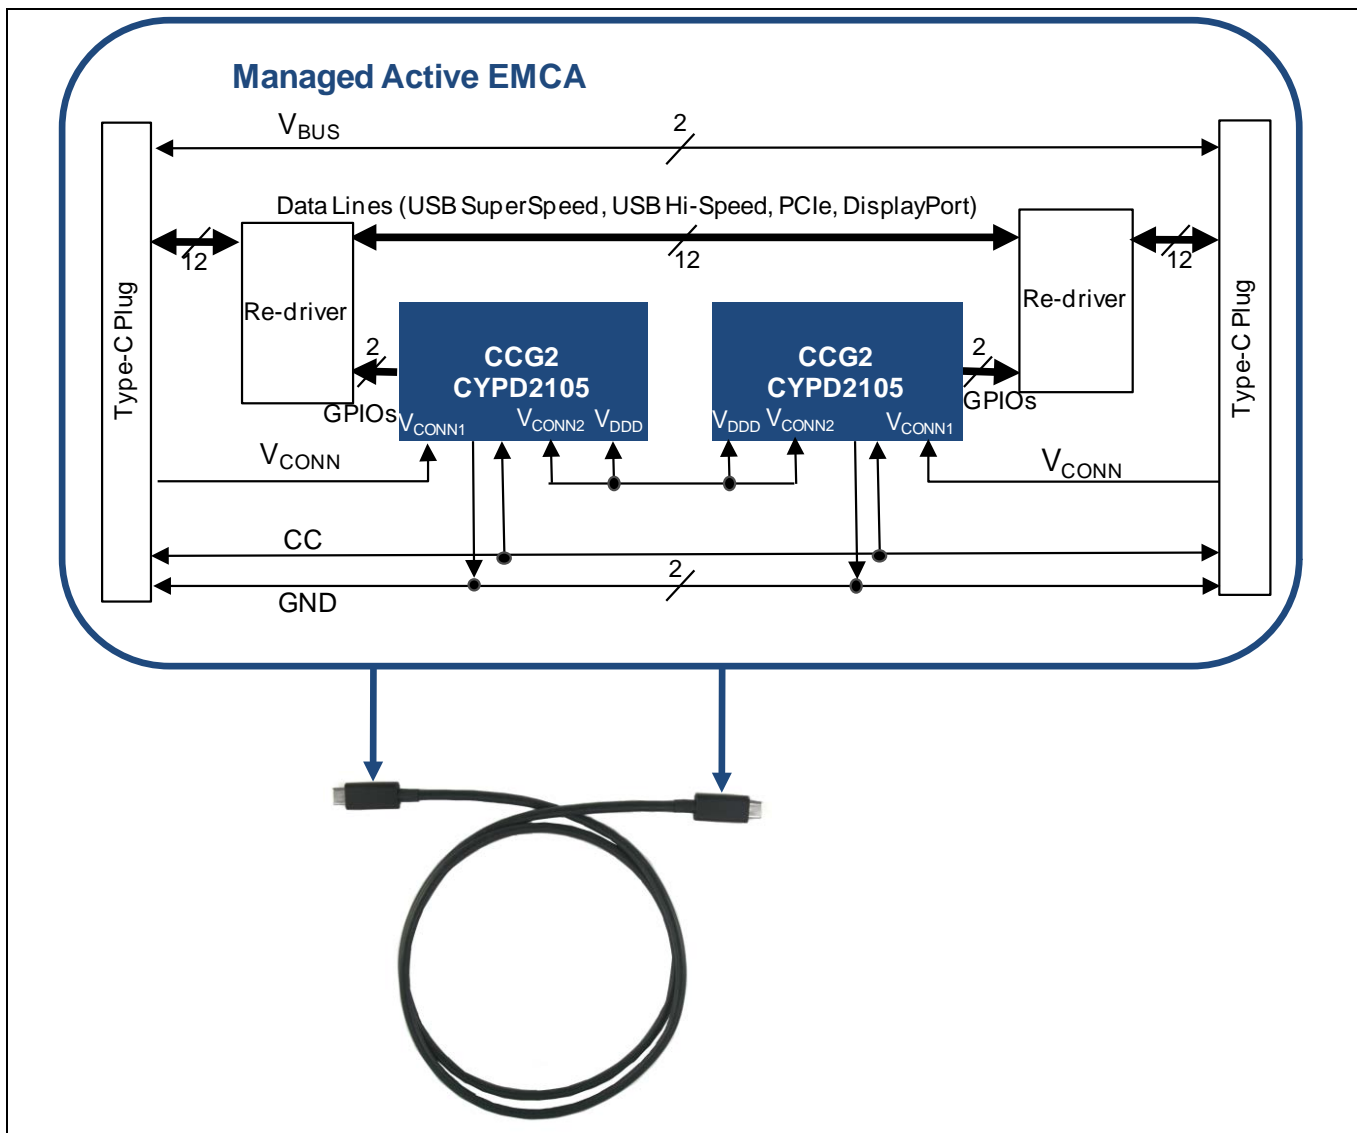 Managed Active EMCA
VBUS
2
Data Lines (USB SuperSpeed, USB Hi-Speed, PCIe, DisplayPort)
12
12
12
Type-C Plug
Re-driver
Re-driver
Type-C Plug
2
CCG2
CYPD2105
CCG2
CYPD2105
2
GPIOs
GPIOs
VCONN1
VCONN2
VDDD
VDDD
VCONN2
VCONN1
VCONN
VCONN
CC
2
GND